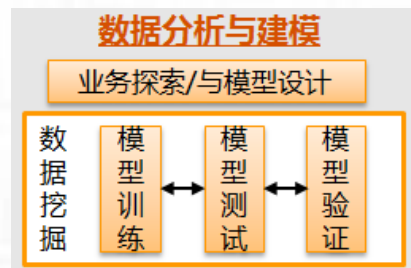 数据分析与建模
业务探索/与模型设计
数据挖掘
模型训练
模型测试
模型验证